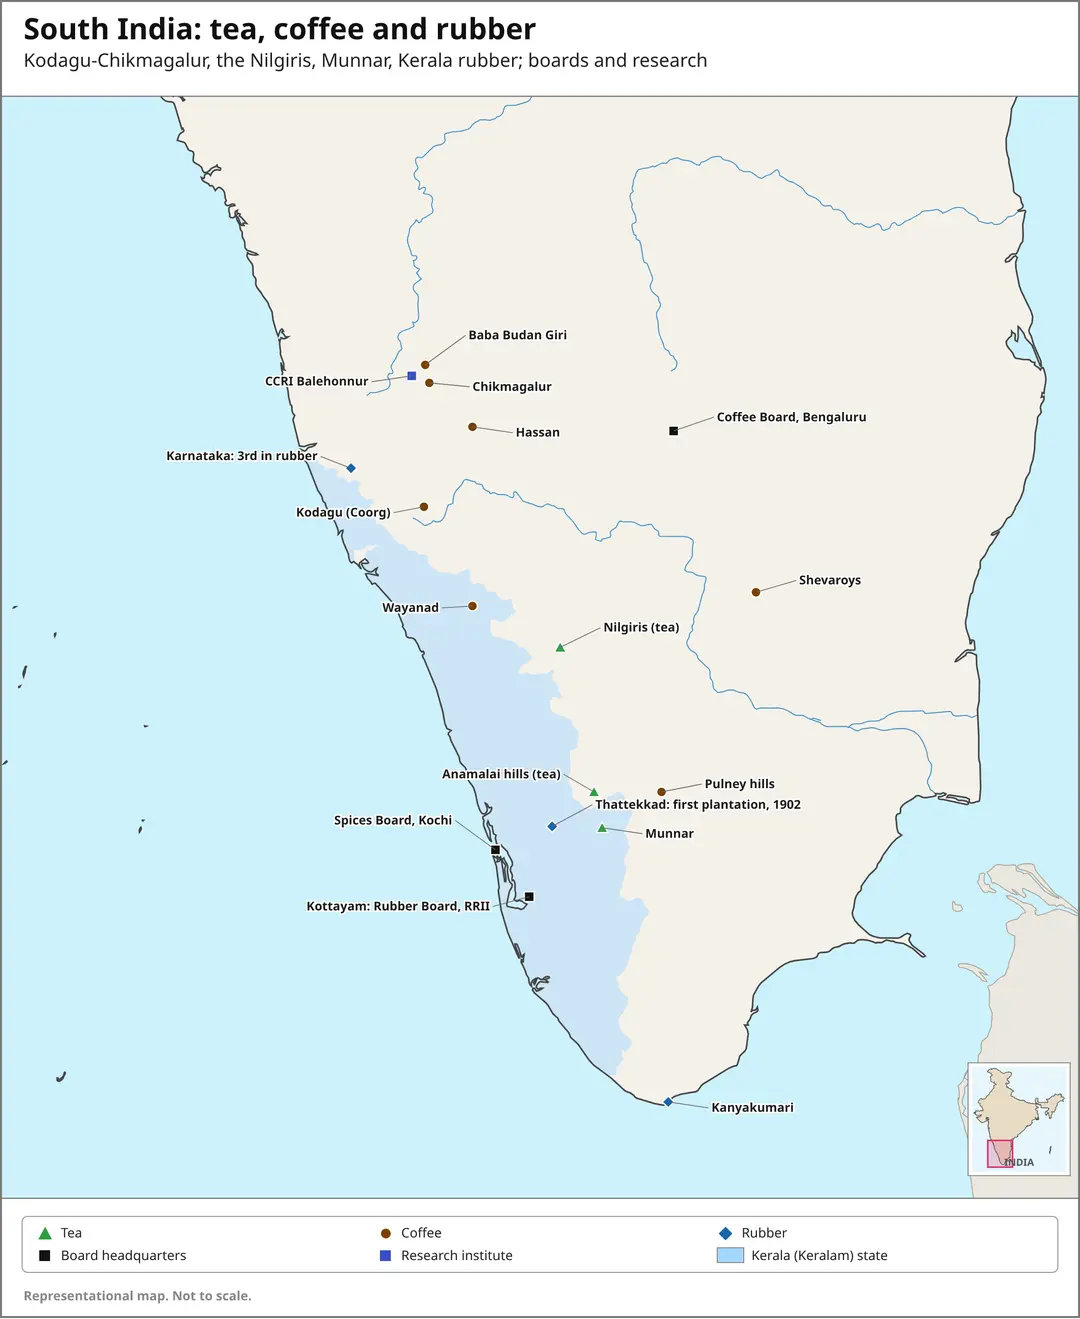 South India: tea, coffee and rubber
Kodagu-Chikmagalur, the Nilgiris, Munnar, Kerala rubber; boards and research
Baba Budan Giri
CCRI Balehonnur
Chikmagalur
Coffee Board, Bengaluru
Hassan
Karnataka: 3rd in rubber
Kodagu (Coorg)
Shevaroys
Wayanad
Nilgiris (tea)
Anamalai hills (tea)
Pulney hills
Thattekkad: first plantation, 1902
Spices Board, Kochi
Munnar
Kottayam: Rubber Board, RRII
Kanyakumari
INDIA
Tea
Coffee
Rubber
Board headquarters
Research institute
Kerala (Keralam) state
Representational map. Not to scale.